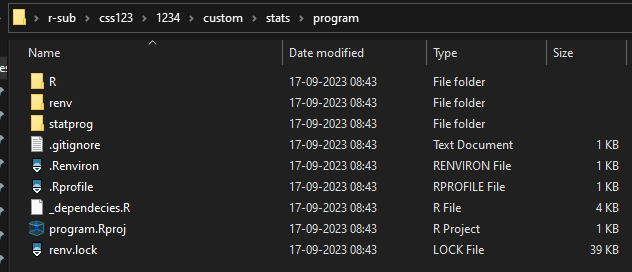 r-sub > css123 > 1234 > custom > stats > program
Name Date modified Type Size
R 17-09-2023 08:43 File folder
renv 17-09-2023 08:43 File folder
statprog 17-09-2023 08:43 File folder
.gitignore 17-09-2023 08:43 Text Document 1 KB
.Renviron 17-09-2023 08:43 RENVIRON File 1 KB
.Rprofile 17-09-2023 08:43 RPROFILE File 1 KB
_dependecies.R 17-09-2023 08:43 R File 4 KB
program.Rproj 17-09-2023 08:43 R Project 1 KB
renv.lock 17-09-2023 08:43 LOCK File 39 KB